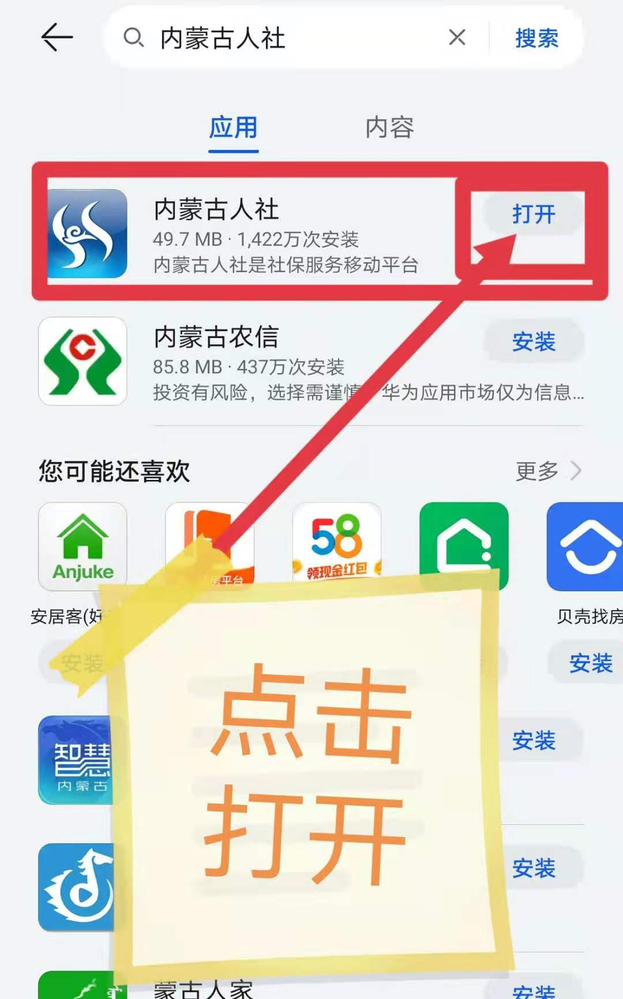 内蒙古人社
搜索
应用
内容
内蒙古人社
49.7 MB · 1,422万次安装
内蒙古人社是社保服务移动平台
打开
内蒙古农信
85.8 MB · 437万次安装
投资有风险，选择需谨慎 华为应用市场仅为信息...
安装
您可能还喜欢
更多
Anjuke
平台
58
领现金红包
安居客(好
贝壳找房
安装
安装
点击
打开
智慧
内蒙古
安装
安装
蒙古人家
安装